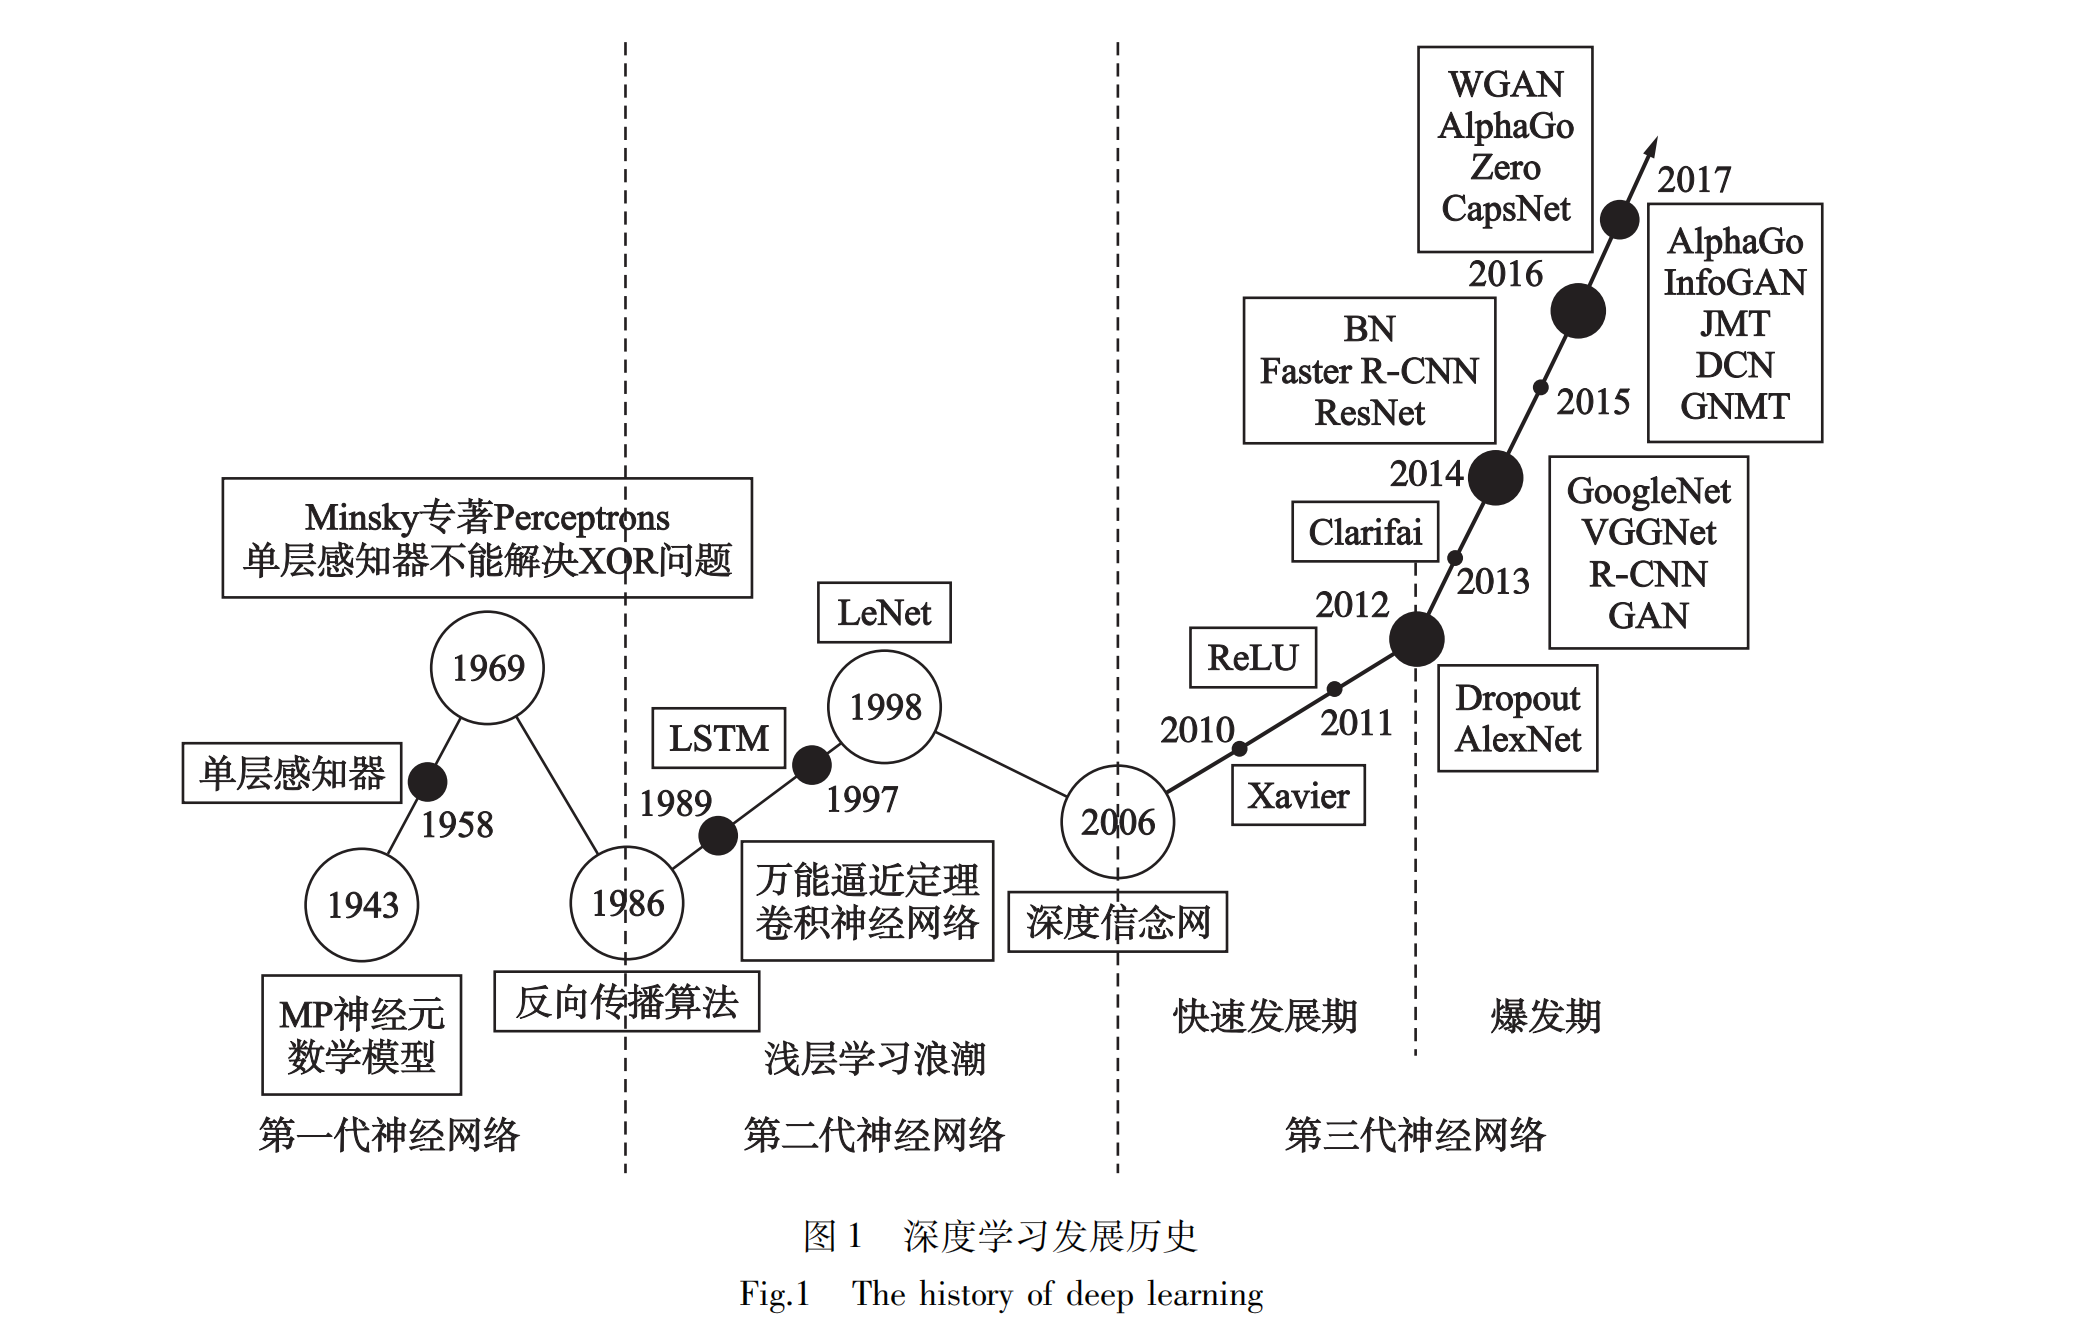 WGAN
AlphaGo
Zero
CapsNet
2017
AlphaGo
InfoGAN
JMT
DCN
GNMT
2016
BN
Faster R-CNN
ResNet
2015
2014
GoogleNet
VGGNet
R-CNN
GAN
Clarifai
2013
2012
Dropout
AlexNet
ReLU
2011
2010
Xavier
Minsky专著Perceptrons
单层感知器不能解决XOR问题
1969
单层感知器
1958
1943
MP神经元
数学模型
1986
反向传播算法
LeNet
1998
LSTM
1997
1989
万能逼近定理
卷积神经网络
2006
深度信念网
快速发展期
爆发期
浅层学习浪潮
第一代神经网络
第二代神经网络
第三代神经网络
图1 深度学习发展历史
Fig.1 The history of deep learning